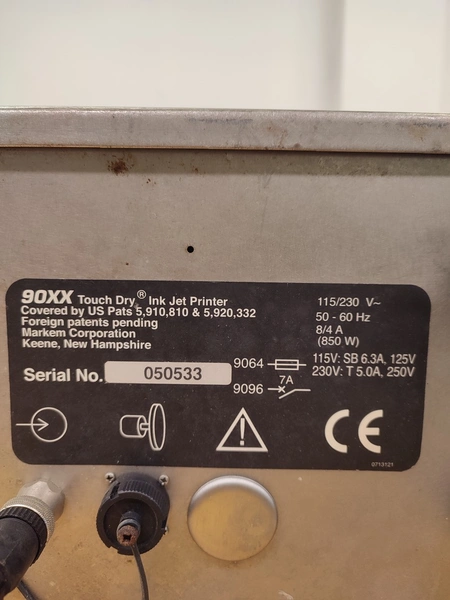 90XX Touch Dry® Ink Jet Printer
Covered by US Pats 5,910,810 & 5,920,332
Foreign patents pending
Markem Corporation
Keene, New Hampshire
115/230 V~
50 - 60 Hz
8/4 A
(850 W)
Serial No. 050533
9064 115V: SB 6.3A, 125V
230V: T 5.0A, 250V
7A
9096
CE
0713121